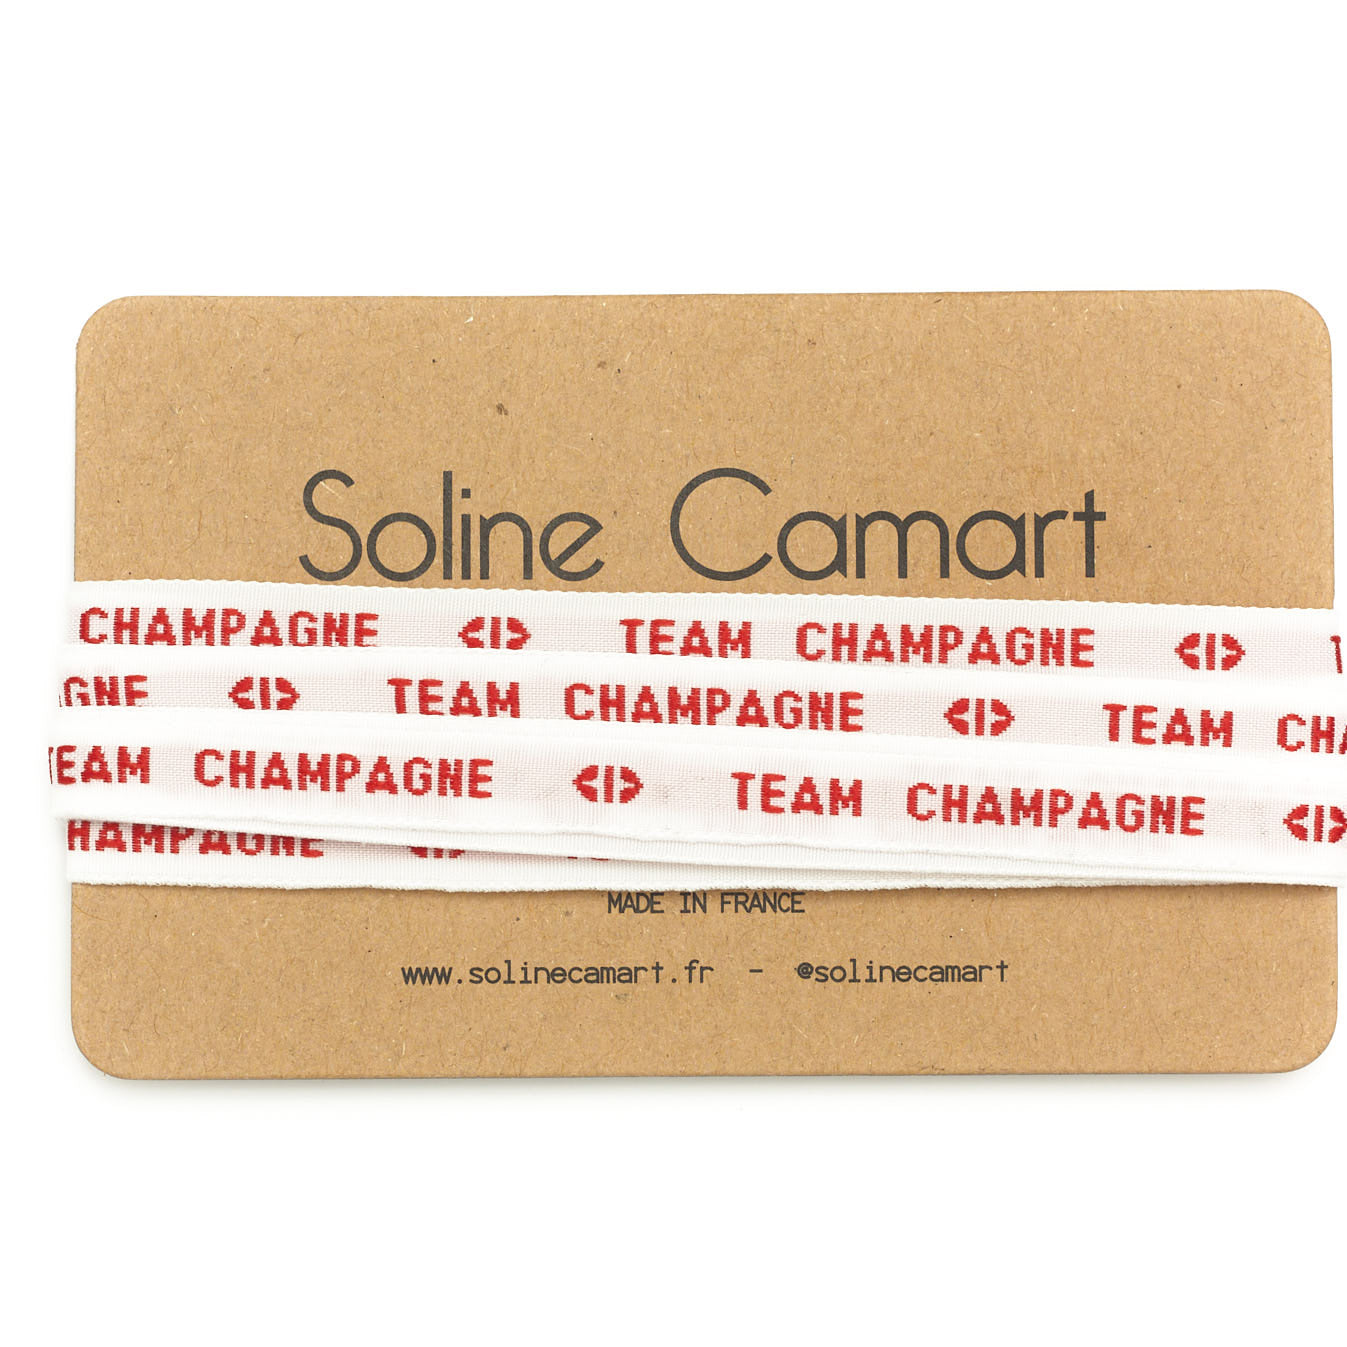 Soline Camart
CHAMPAGNE <|> TEAM CHAMPAGNE <|>
<|> TEAM CHAMPAGNE <|> TEAM
TEAM CHAMPAGNE <|> TEAM CHAMPAGNE <|>
HAMPAGNE
MADE IN FRANCE
www.solinecamart.fr - @solinecamart